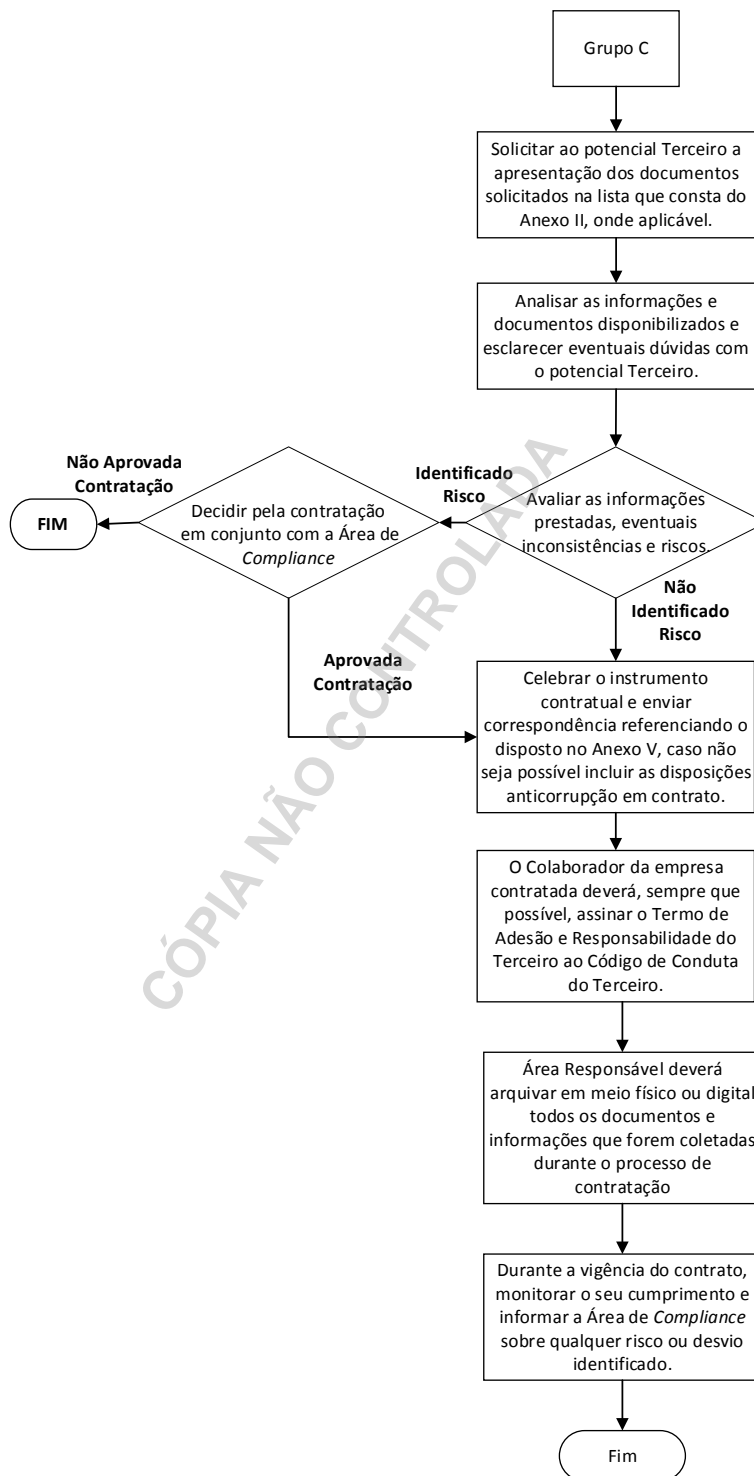 Grupo C
Solicitar ao potencial Terceiro a
apresentação dos documentos
solicitados na lista que consta do
Anexo II, onde aplicável.
Analisar as informações e
documentos disponibilizados e
esclarecer eventuais dúvidas com
o potencial Terceiro.
Avaliar as informações
prestadas, eventuais
inconsistências e riscos.
Identificado
Risco
Decidir pela contratação
em conjunto com a Área de
Compliance
Não Aprovada
Contratação
FIM
Não
Identificado
Risco
Aprovada
Contratação
Celebrar o instrumento
contratual e enviar
correspondência referenciando o
disposto no Anexo V, caso não
seja possível incluir as disposições
anticorrupção em contrato.
O Colaborador da empresa
contratada deverá, sempre que
possível, assinar o Termo de
Adesão e Responsabilidade do
Terceiro ao Código de Conduta
do Terceiro.
Área Responsável deverá
arquivar em meio físico ou digital
todos os documentos e
informações que forem coletadas
durante o processo de
contratação
Durante a vigência do contrato,
monitorar o seu cumprimento e
informar a Área de Compliance
sobre qualquer risco ou desvio
identificado.
Fim
CÓPIA NÃO CONTROLADA